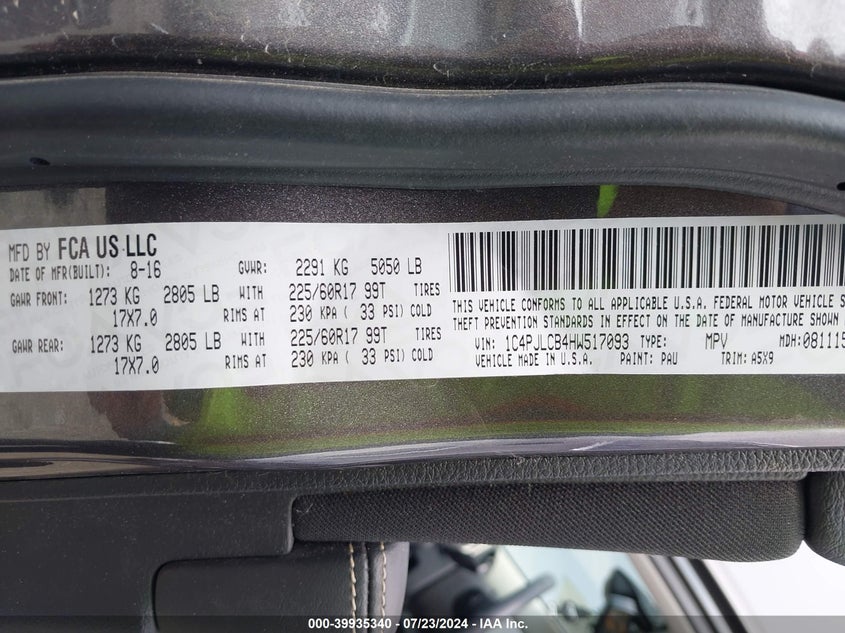 MFD BY FCA US LLC
DATE OF MFR(BUILT): 8-16 GVWR: 2291 KG 5050 LB
GAWR FRONT: 1273 KG 2805 LB WITH 225/60R17 99T TIRES
17X7.0 RIMS AT 230 KPA ( 33 PSI) COLD
GAWR REAR: 1273 KG 2805 LB WITH 225/60R17 99T TIRES
17X7.0 RIMS AT 230 KPA ( 33 PSI) COLD
THIS VEHICLE CONFORMS TO ALL APPLICABLE U.S.A. FEDERAL MOTOR VEHICLE S
THEFT PREVENTION STANDARDS IN EFFECT ON THE DATE OF MANUFACTURE SHOWN
VIN: 1C4PJLCB4HW517093 TYPE: MPV MDH:081115
VEHICLE MADE IN U.S.A. PAINT: PAU TRIM: A5X9
000-39935340 - 07/23/2024 - IAA Inc.